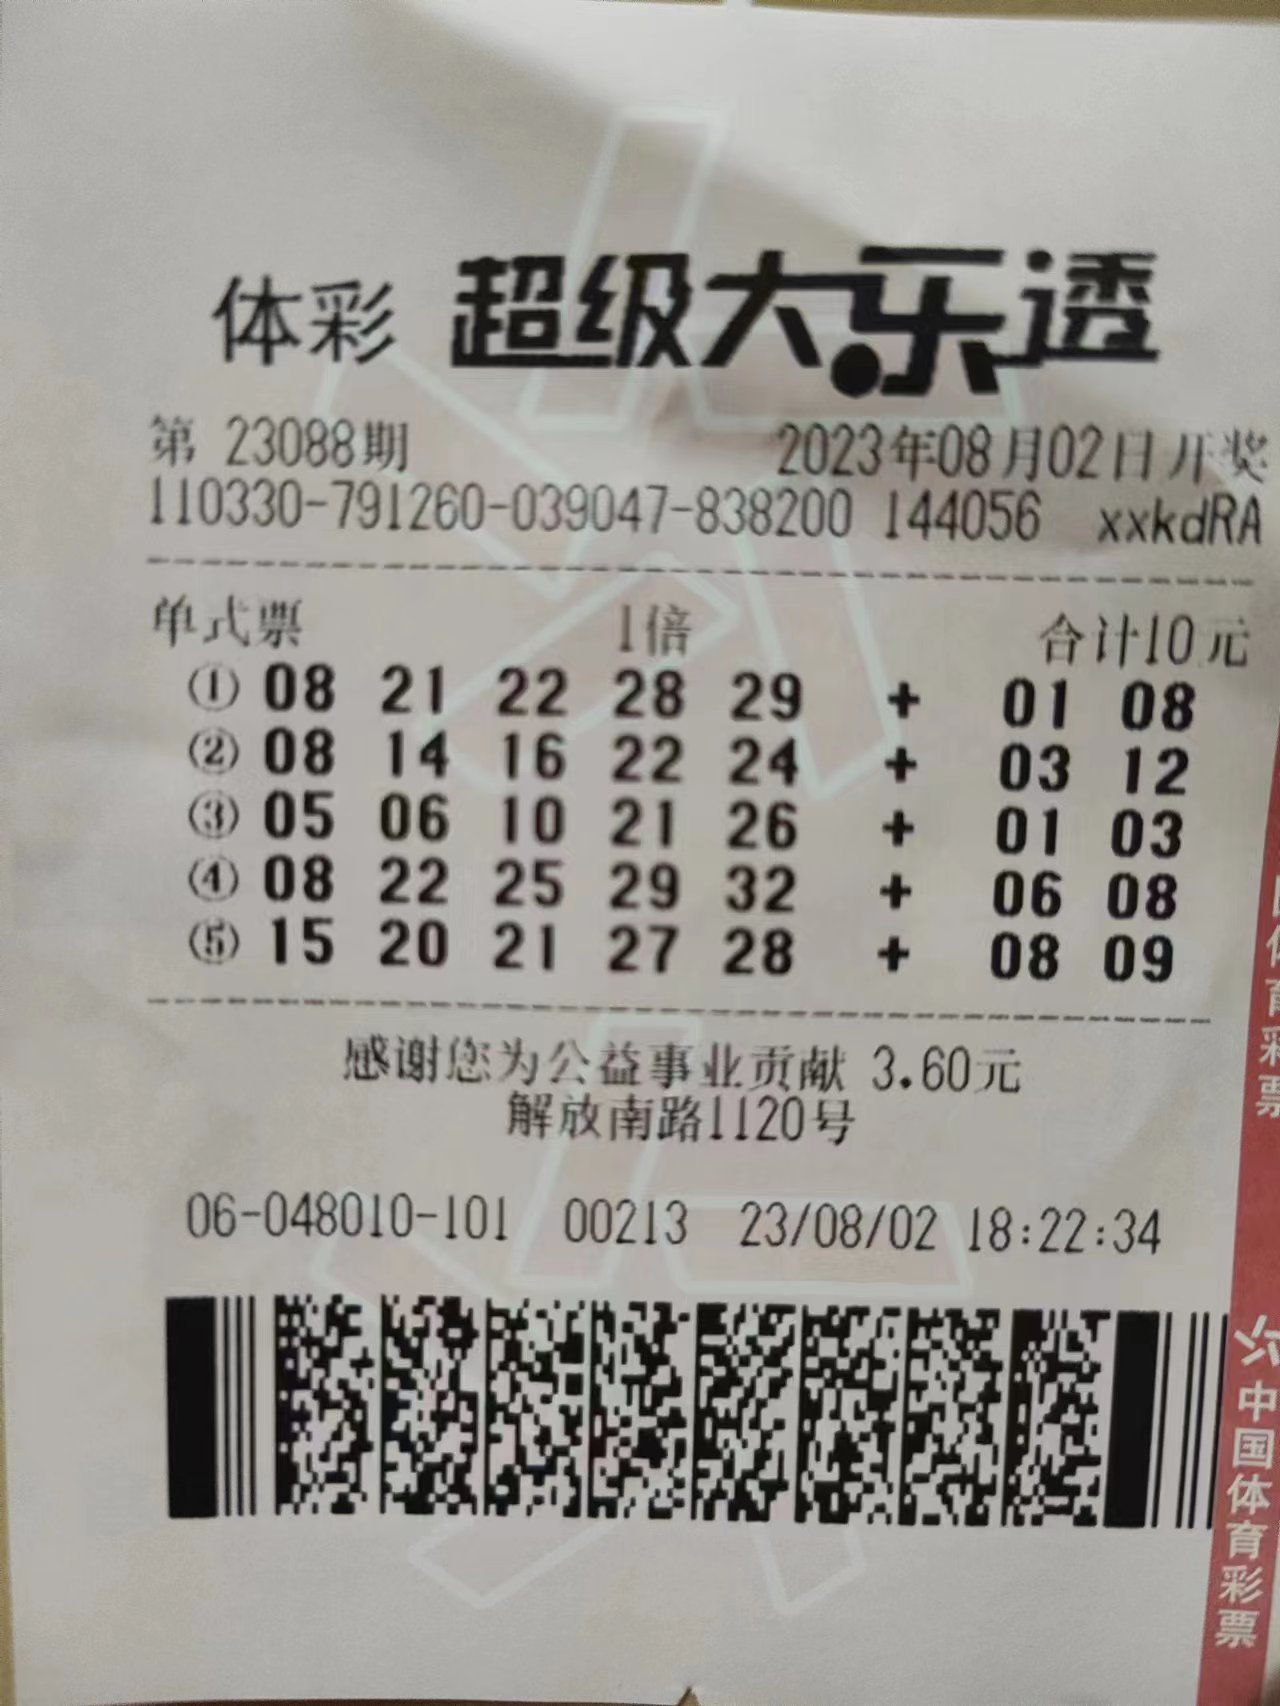 体彩 超级大乐透
第 23088期 2023年08月02日开奖
110330-791260-039047-838200 144056 xxkdRA
单式票 1倍 合计10元
① 08 21 22 28 29 + 01 08
② 08 14 16 22 24 + 03 12
③ 05 06 10 21 26 + 01 03
④ 08 22 25 29 32 + 06 08
⑤ 15 20 21 27 28 + 08 09
感谢您为公益事业贡献 3.60元
解放南路1120号
06-048010-101 00213 23/08/02 18:22:34
体育彩票
中国体育彩票